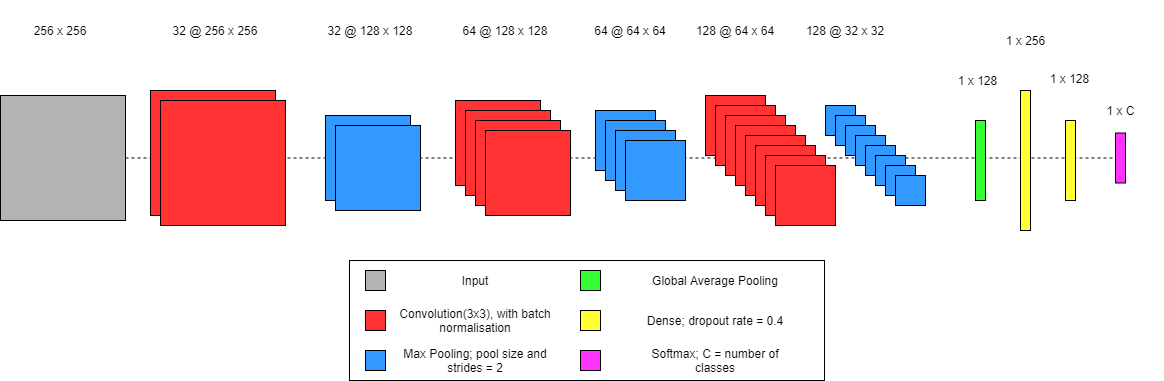 256 x 256
32 @ 256 x 256
32 @ 128 x 128
64 @ 128 x 128
64 @ 64 x 64
128 @ 64 x 64
128 @ 32 x 32
1 x 128
1 x 256
1 x 128
1 x C
Input
Convolution(3x3), with batch
normalisation
Max Pooling; pool size and
strides = 2
Global Average Pooling
Dense; dropout rate = 0.4
Softmax; C = number of
classes